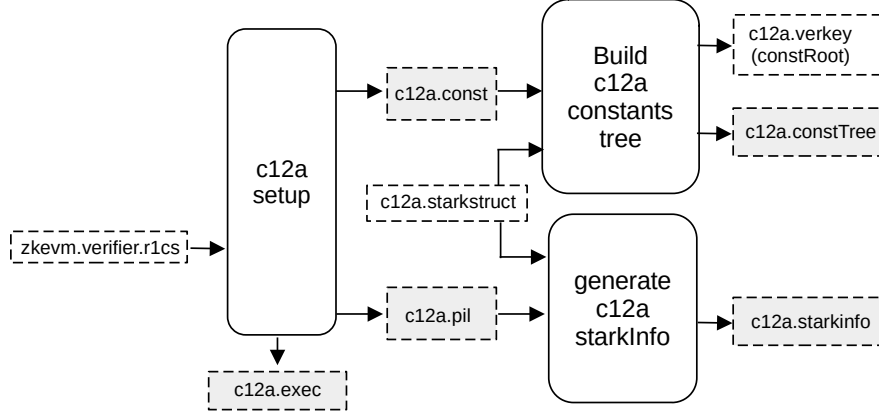 zkevm.verifier.r1cs
c12a
setup
c12a.exec
c12a.const
c12a.starkstruct
c12a.pil
Build
c12a
constants
tree
generate
c12a
starkInfo
c12a.verkey
(constRoot)
c12a.constTree
c12a.starkinfo